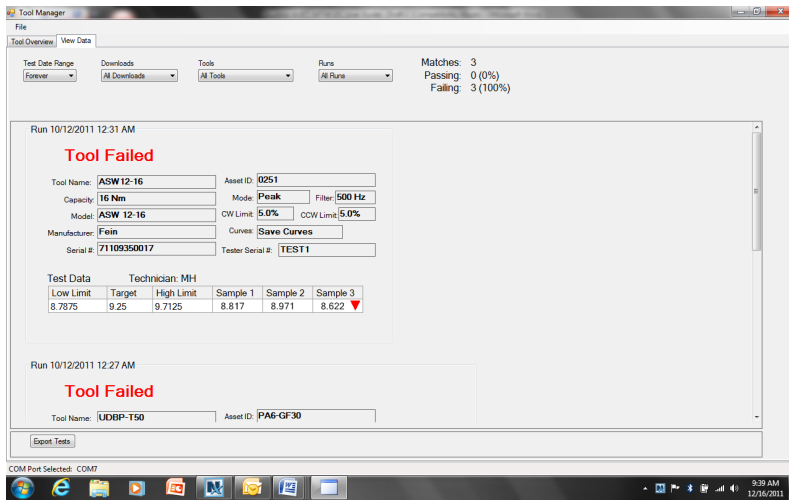 Tool Manager
File
Tool Overview View Data
Test Date Range Downloads Tools Runs
Forever All Downloads All Tools All Runs
Matches: 3
Passing: 0 (0%)
Failing: 3 (100%)
Run 10/12/2011 12:31 AM
Tool Failed
Tool Name: ASW12-16 Asset ID: 0251
Capacity: 16 Nm Mode: Peak Filter: 500 Hz
Model: ASW 12-16 CW Limit: 5.0% CCW Limit: 5.0%
Manufacturer: Fein Curves: Save Curves
Serial #: 71109350017 Tester Serial #: TEST1
Test Data Technician: MH
Low Limit Target High Limit Sample 1 Sample 2 Sample 3
8.7875 9.25 9.7125 8.817 8.971 8.622
Run 10/12/2011 12:27 AM
Tool Failed
Tool Name: UDBP-T50 Asset ID: PA6-GF30
Export Tests
COM Port Selected: COM7
9:39 AM
12/16/2011